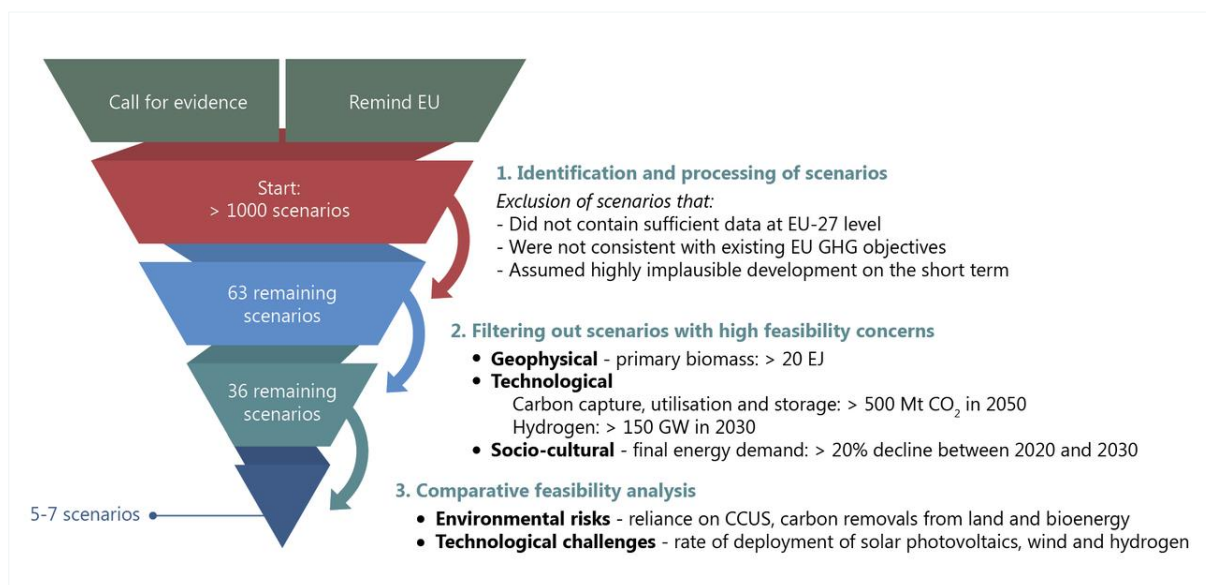 Call for evidence
Remind EU
Start:
> 1000 scenarios
1. Identification and processing of scenarios
Exclusion of scenarios that:
- Did not contain sufficient data at EU-27 level
- Were not consistent with existing EU GHG objectives
- Assumed highly implausible development on the short term
63 remaining
scenarios
2. Filtering out scenarios with high feasibility concerns
• Geophysical - primary biomass: > 20 EJ
• Technological
Carbon capture, utilisation and storage: > 500 Mt CO₂ in 2050
Hydrogen: > 150 GW in 2030
• Socio-cultural - final energy demand: > 20% decline between 2020 and 2030
36 remaining
scenarios
3. Comparative feasibility analysis
• Environmental risks - reliance on CCUS, carbon removals from land and bioenergy
• Technological challenges - rate of deployment of solar photovoltaics, wind and hydrogen
5-7 scenarios